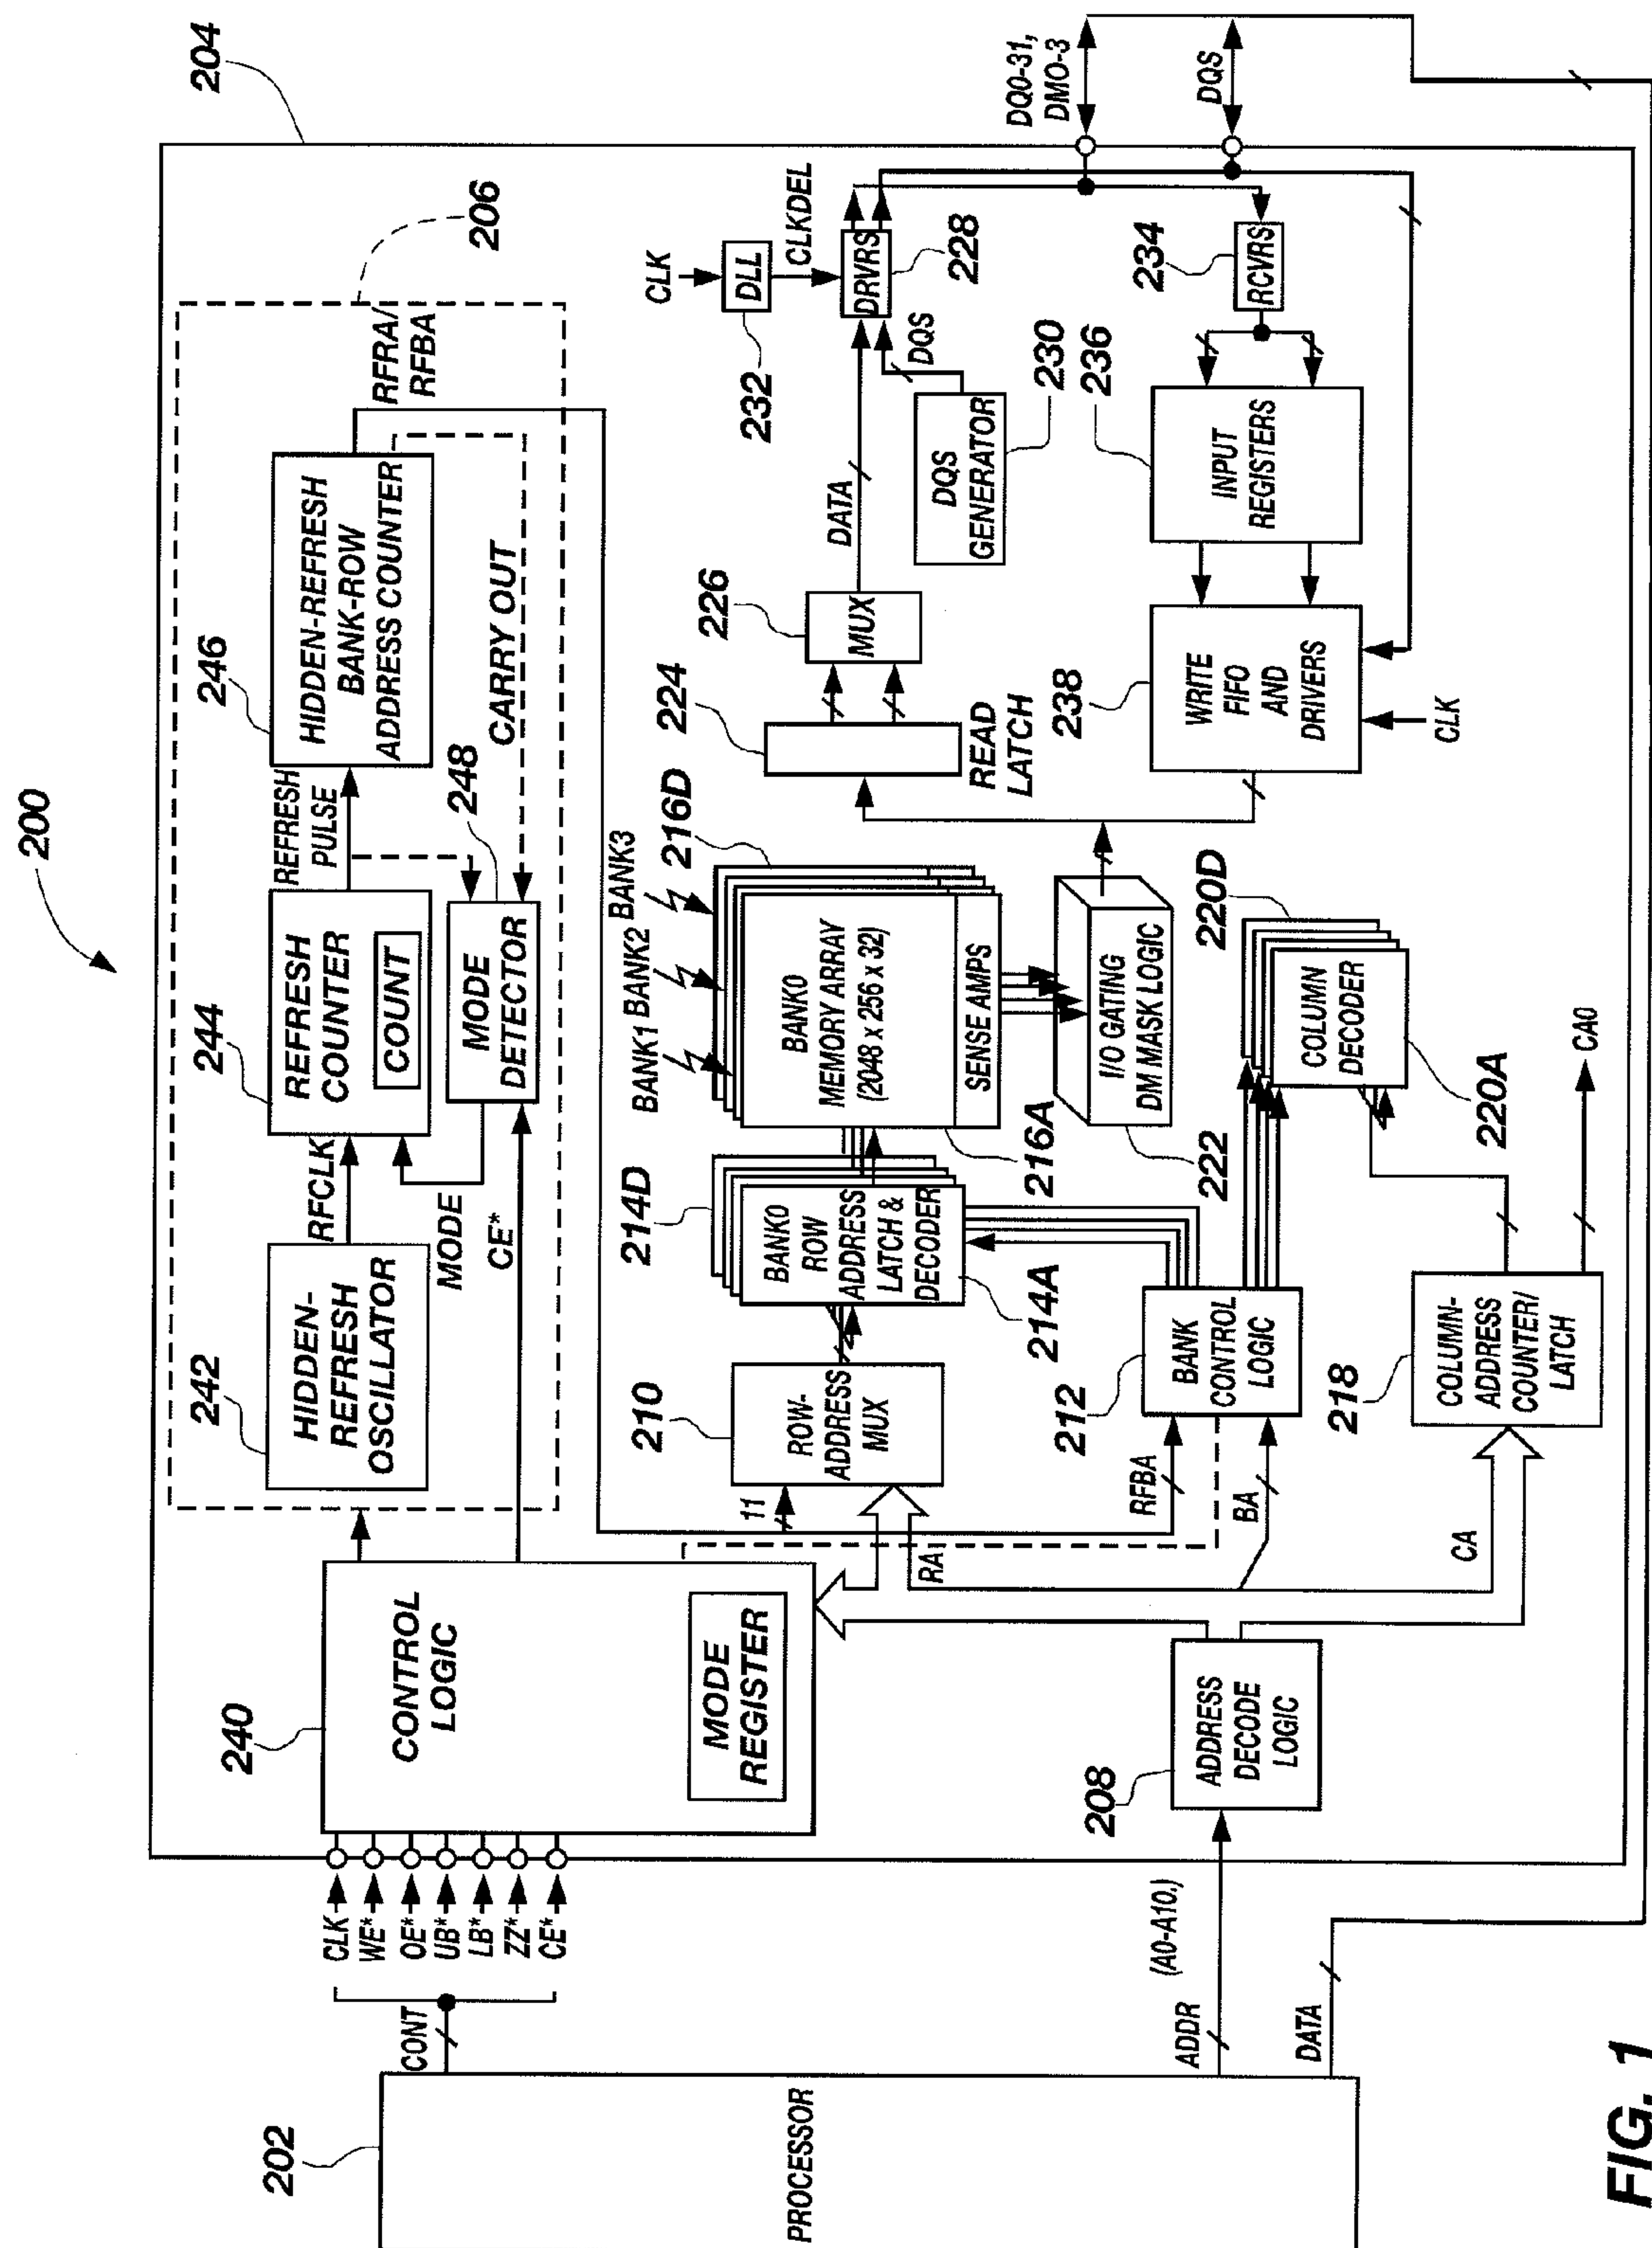 200
204
206
HIDDEN-
REFRESH
OSCILLATOR
242
RFCLK
REFRESH
COUNTER
COUNT
244
REFRESH
PULSE
HIDDEN-REFRESH
BANK-ROW
ADDRESS COUNTER
246
RFRA/
RFBA
MODE
MODE
DETECTOR
248
CARRY OUT
CE*
240
CONTROL
LOGIC
MODE
REGISTER
CLK
WE*
OE*
UB*
LB*
ZZ*
CE*
CONT
202
PROCESSOR
ADDR
(A0-A10,)
DATA
208
ADDRESS
DECODE
LOGIC
RA
BA
CA
11
RFBA
210
ROW-
ADDRESS
MUX
212
BANK
CONTROL
LOGIC
214D
BANK0
ROW
ADDRESS
LATCH &
DECODER
214A
BANK1
BANK2
BANK3
216D
BANK0
MEMORY ARRAY
(2048 x 256 x 32)
SENSE AMPS
216A
I/O GATING
DM MASK LOGIC
222
220D
COLUMN
DECODER
220A
218
COLUMN-
ADDRESS
COUNTER/
LATCH
CA0
224
READ
LATCH
226
MUX
DATA
CLK
DLL
232
CLKDEL
DRVRS
228
DQS
DQS
GENERATOR
230
RCVRS
234
236
INPUT
REGISTERS
238
WRITE
FIFO
AND
DRIVERS
CLK
DQ0-31,
DMO-3
DQS
FIG. 1